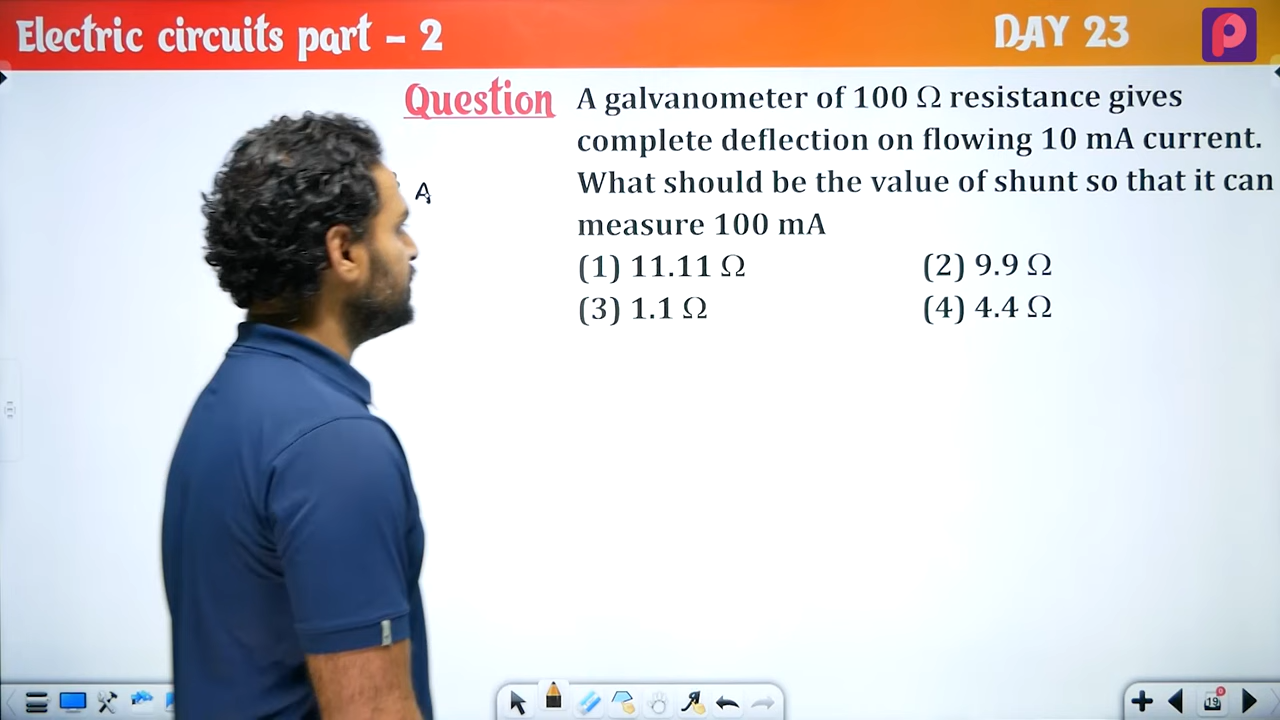 Electric circuits part - 2
DAY 23
Question
A galvanometer of 100 Ω resistance gives
complete deflection on flowing 10 mA current.
What should be the value of shunt so that it can
measure 100 mA
(1) 11.11 Ω
(2) 9.9 Ω
(3) 1.1 Ω
(4) 4.4 Ω
A
19